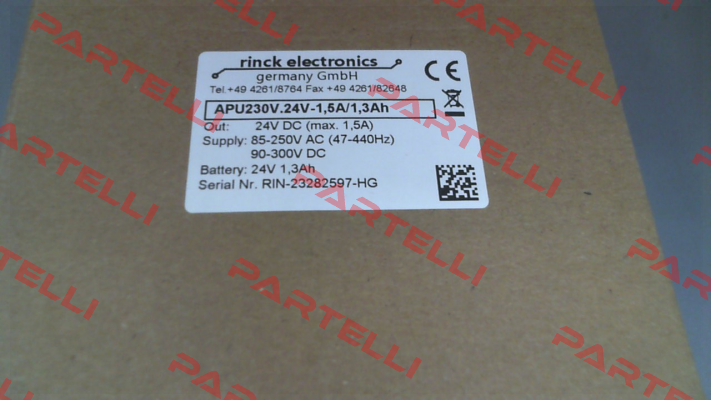 rinck electronics
germany GmbH
Tel.+49 4261/8764 Fax +49 4261/82648
APU230V.24V-1,5A/1,3Ah
Out: 24V DC (max. 1,5A)
Supply: 85-250V AC (47-440Hz)
90-300V DC
Battery: 24V 1,3Ah
Serial Nr. RIN-23282597-HG
CE
PARTELLI
PARTELLI
PARTELLI
PARTELLI
PARTELLI
PARTELLI
PARTELLI
PARTELLI
PARTELLI